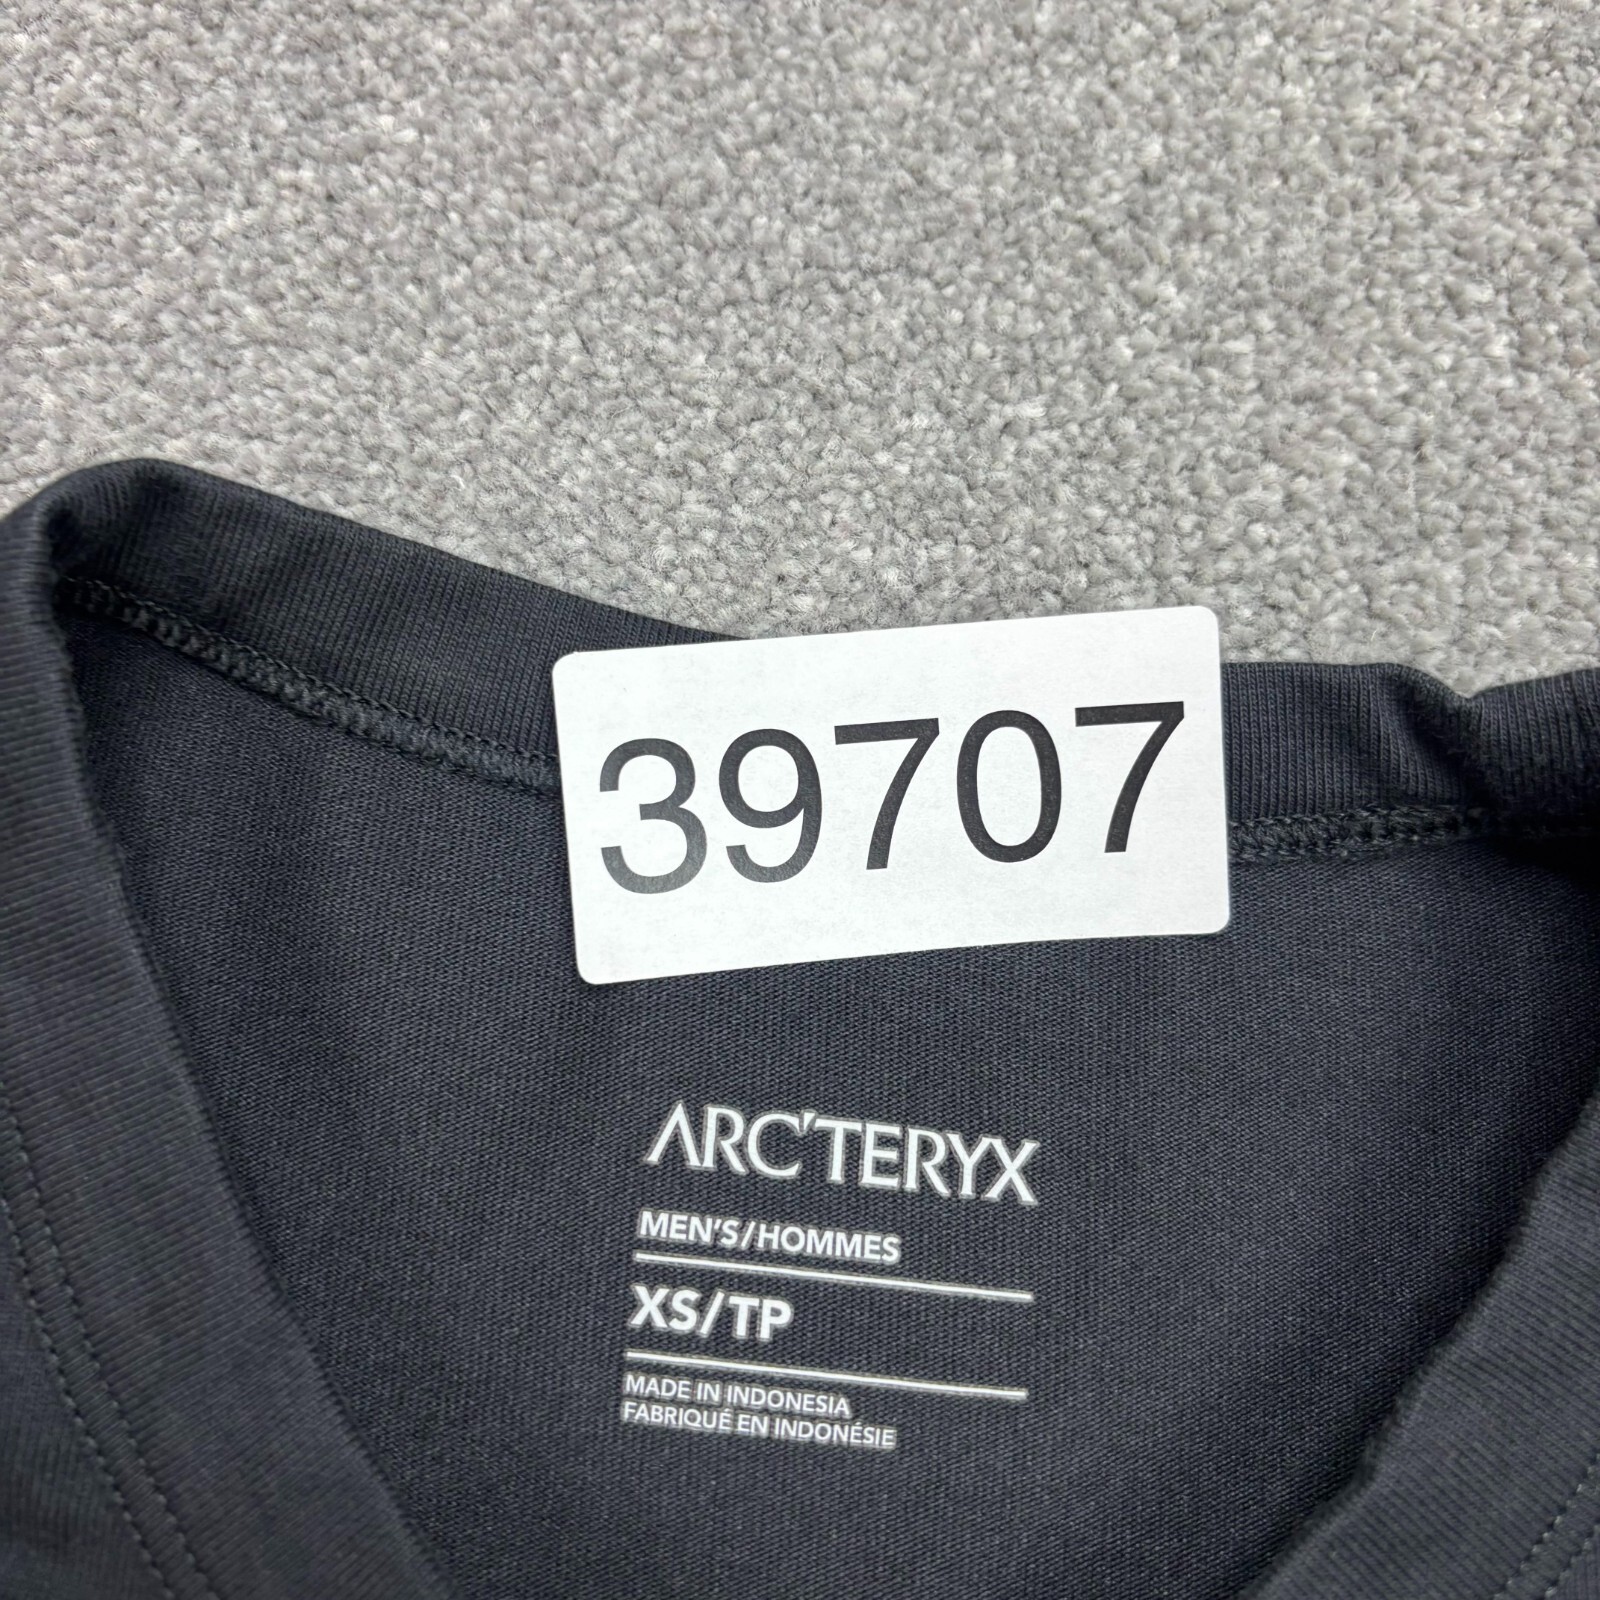 39707
ARC'TERYX
MEN'S/HOMMES
XS/TP
MADE IN INDONESIA
FABRIQUÉ EN INDONÉSIE